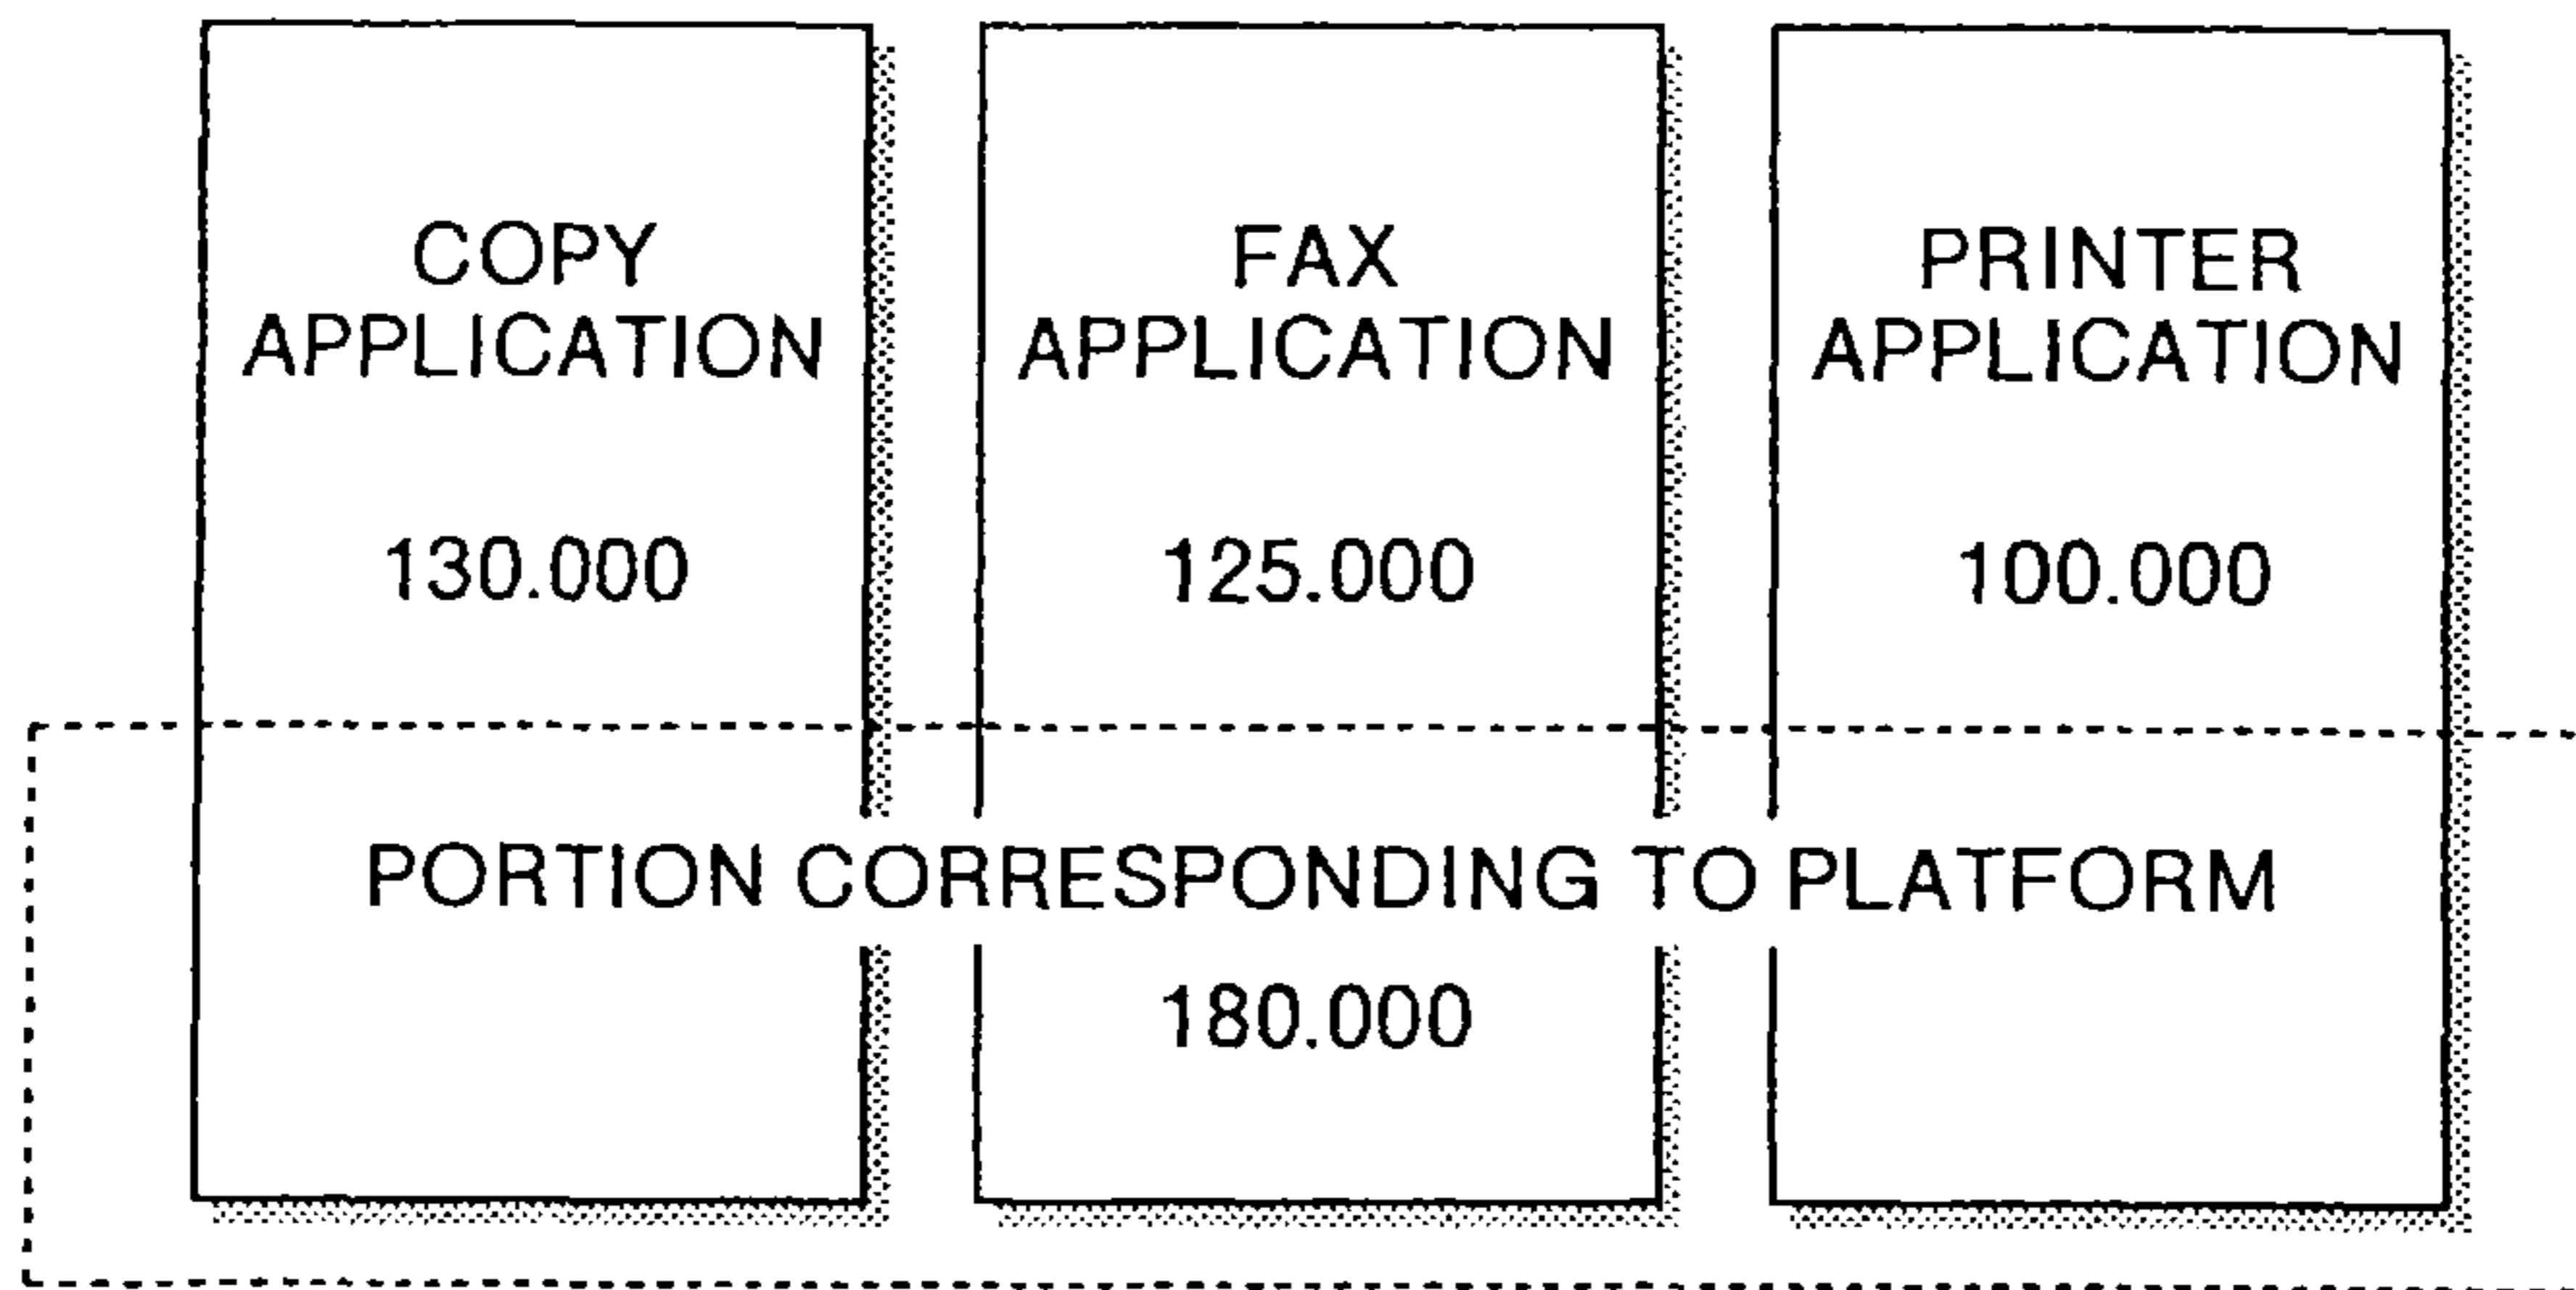 COPY
APPLICATION
130.000
FAX
APPLICATION
125.000
PRINTER
APPLICATION
100.000
PORTION CORRESPONDING TO PLATFORM
180.000